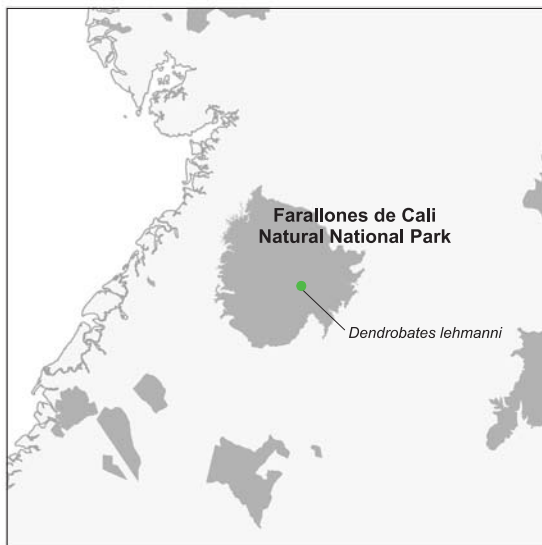 Farallones de Cali
Natural National Park
Dendrobates lehmanni